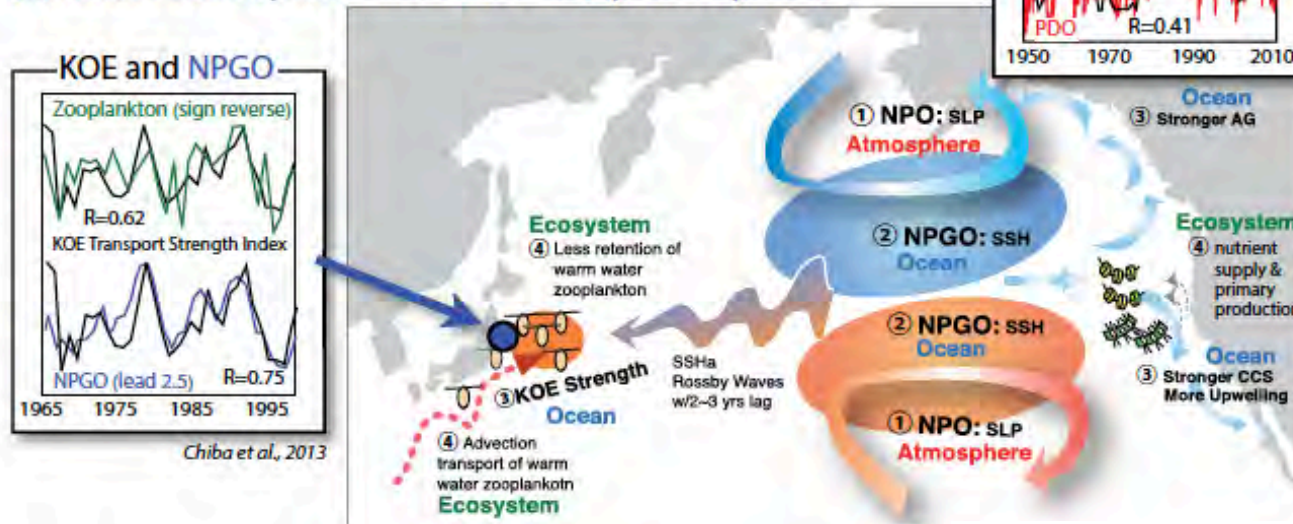 PDO
R=0.41
1950 1970 1990 2010
KOE and NPGO
Zooplankton (sign reverse)
R=0.62
KOE Transport Strength Index
NPGO (lead 2.5) R=0.75
1965 1975 1985 1995
Chiba et al., 2013
① NPO: SLP
Atmosphere
② NPGO: SSH
Ocean
② NPGO: SSH
Ocean
① NPO: SLP
Atmosphere
Ecosystem
④ Less retention of
warm water
zooplankton
③KOE Strength
Ocean
④ Advection
transport of warm
water zooplankotn
Ecosystem
SSHa
Rossby Waves
w/2~3 yrs lag
Ocean
③ Stronger AG
Ecosystem
④ nutrient
supply &
primary
production
Ocean
③ Stronger CCS
More Upwelling